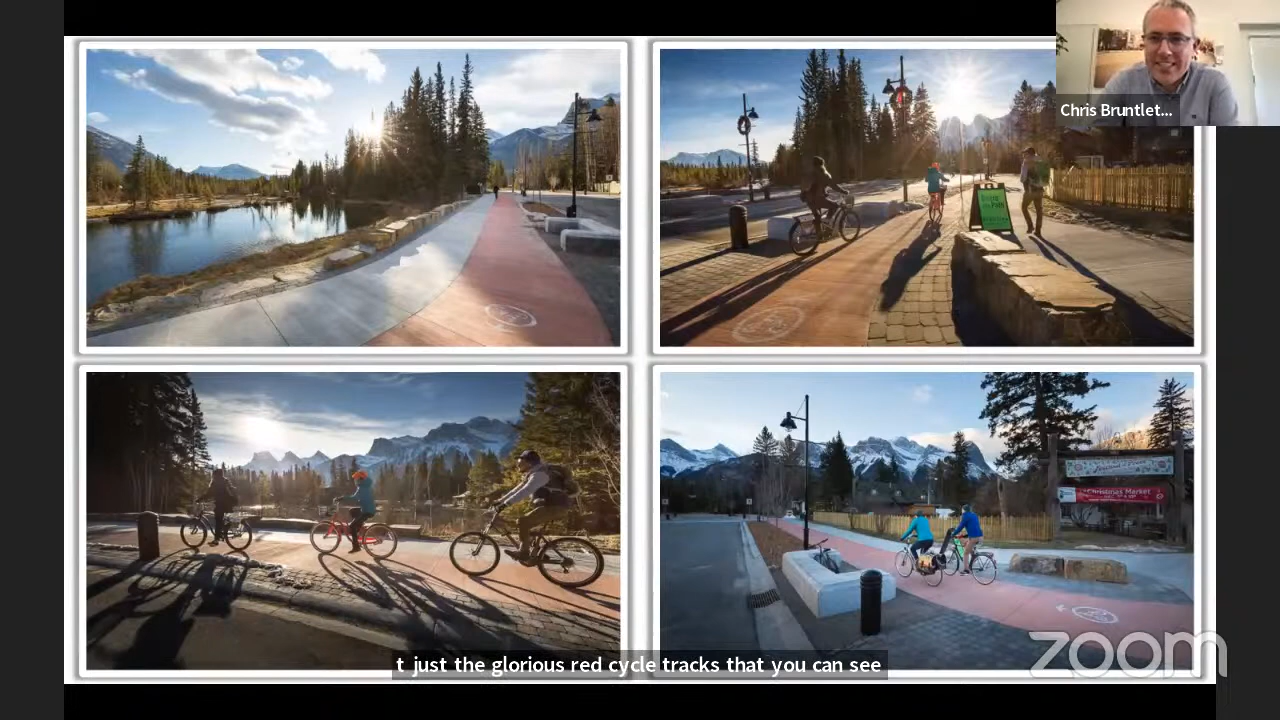 Chris Bruntlet...
Christmas Market
t just the glorious red cycle tracks that you can see
zoom